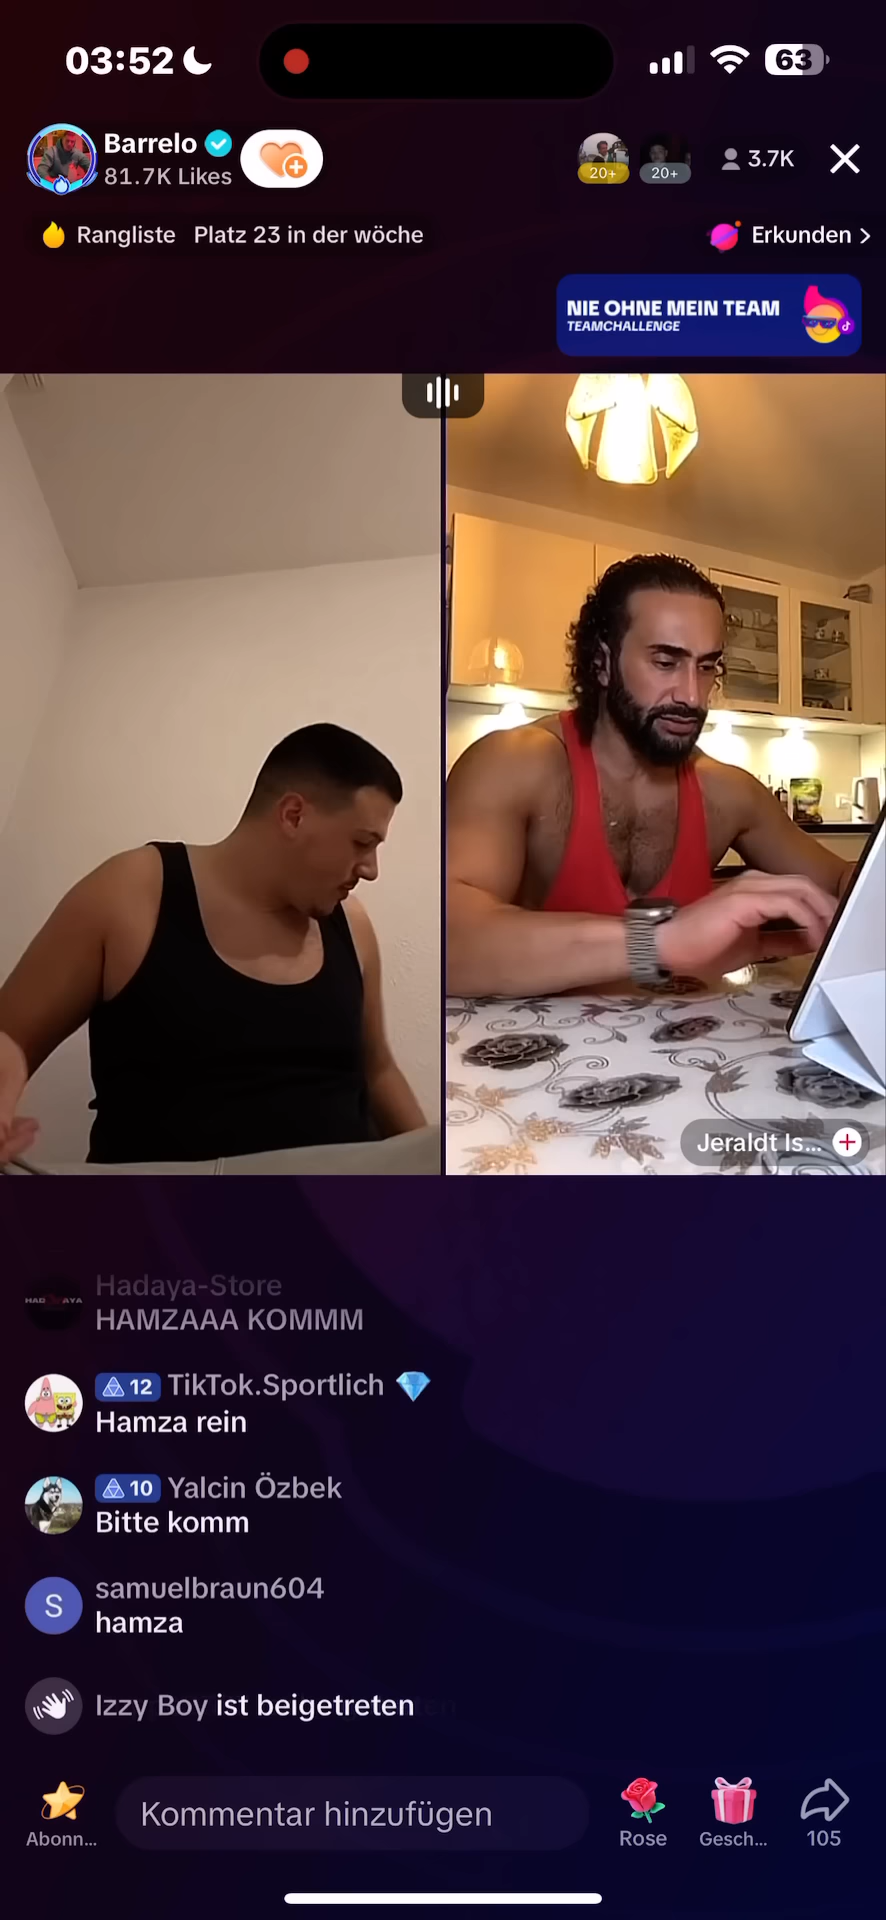 03:52
63
Barrelo
81.7K Likes
20+
20+
3.7K
Rangliste Platz 23 in der wöche
Erkunden >
NIE OHNE MEIN TEAM
TEAMCHALLENGE
Jeraldt Is...
Hadaya-Store
HAMZAAA KOMMM
12 TikTok.Sportlich
Hamza rein
10 Yalcin Özbek
Bitte komm
S
samuelbraun604
hamza
Izzy Boy ist beigetreten
Abonn...
Kommentar hinzufügen
Rose
Gesch...
105